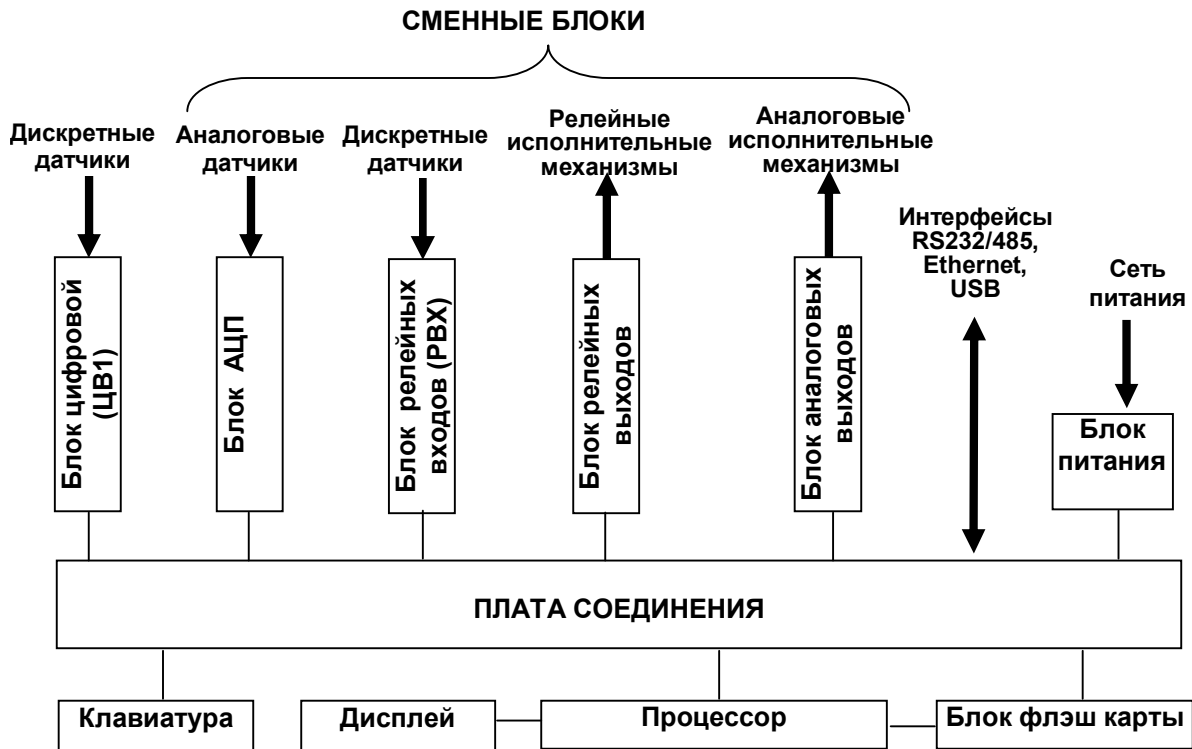 СМЕННЫЕ БЛОКИ
Дискретные
датчики
Аналоговые
датчики
Дискретные
датчики
Релейные
исполнительные
механизмы
Аналоговые
исполнительные
механизмы
Интерфейсы
RS232/485,
Ethernet,
USB
Сеть
питания
Блок цифровой
(ЦВ1)
Блок АЦП
Блок релейных
входов (РВХ)
Блок релейных
выходов
Блок аналоговых
выходов
Блок
питания
ПЛАТА СОЕДИНЕНИЯ
Клавиатура
Дисплей
Процессор
Блок флэш карты